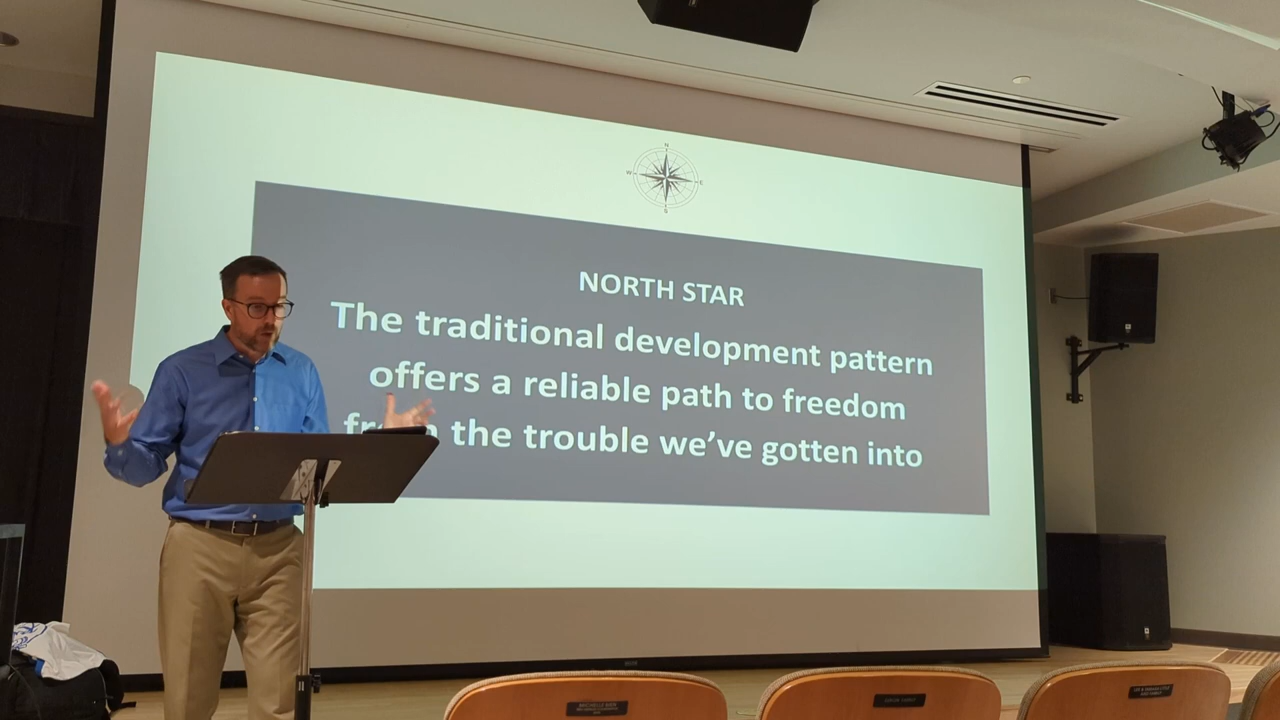 N
W E
S
NORTH STAR
The traditional development pattern
offers a reliable path to freedom
the trouble we've gotten into